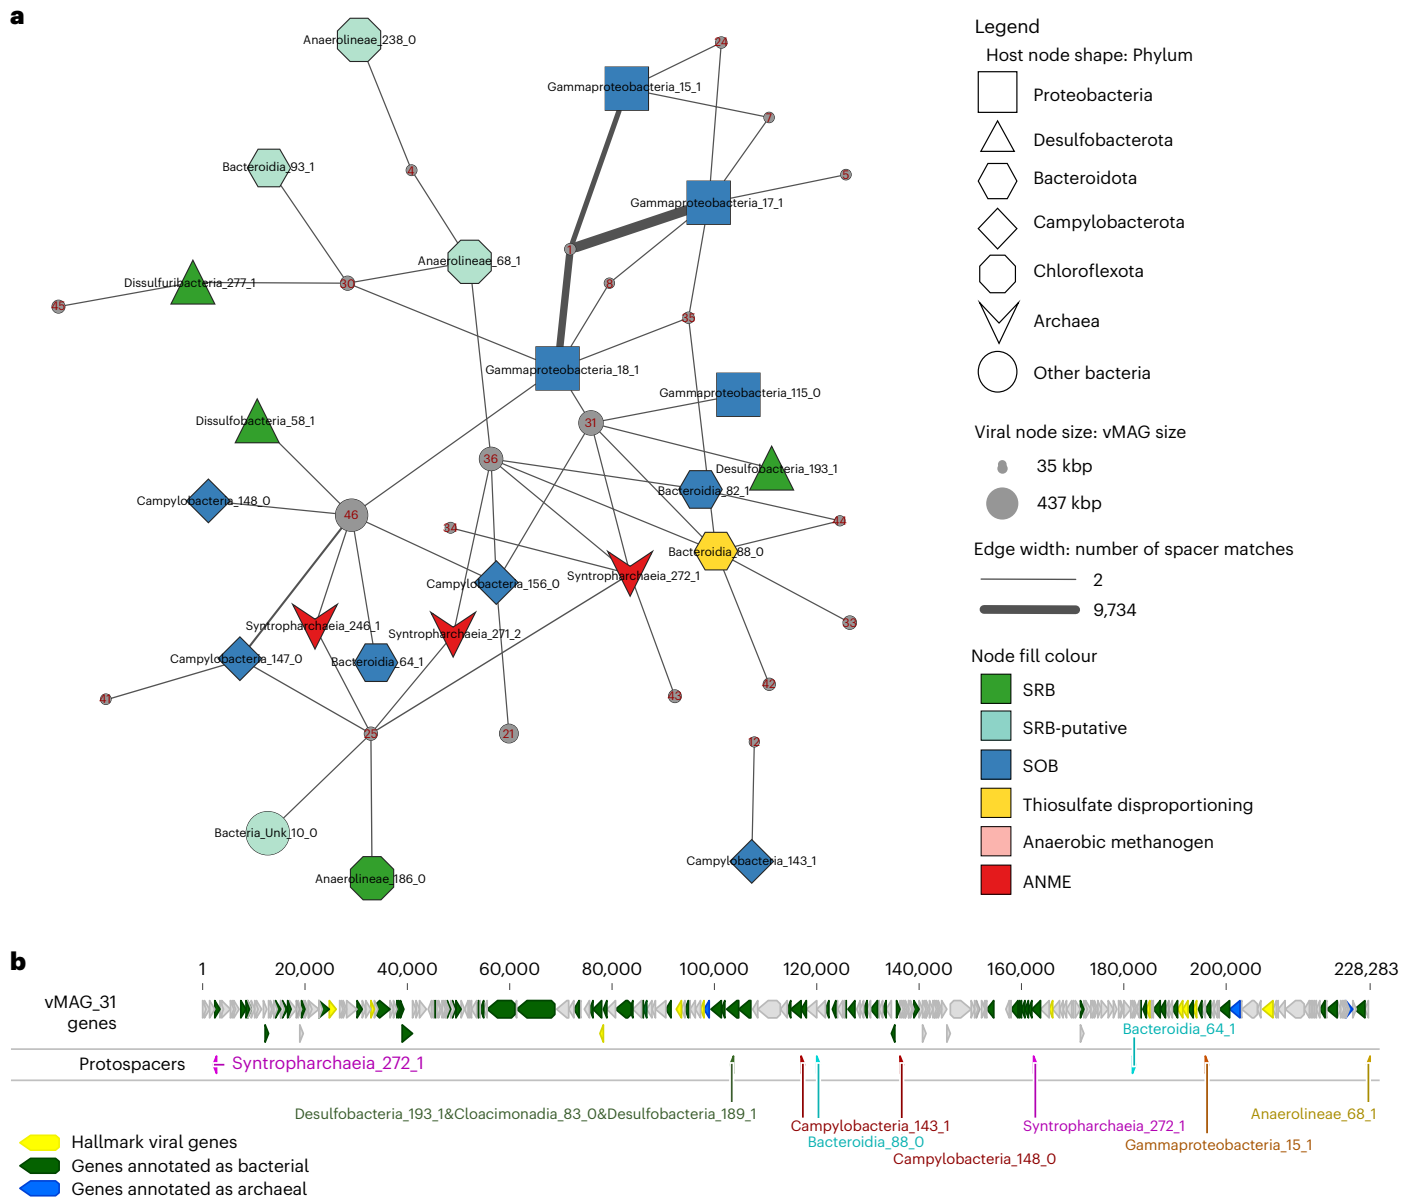 a
Anaerolineae_238_0
24
Gammaproteobacteria_15_1
7
Bacteroidia_93_1
4
5
Gammaproteobacteria_17_1
1
Anaerolineae_68_1
Dissulfuribacteria_277_1
30
8
45
35
Gammaproteobacteria_18_1
Gammaproteobacteria_115_0
Dissulfobacteria_58_1
31
36
Desulfobacteria_193_1
Bacteroidia_82_1
Campylobacteria_148_0
46
44
34
Bacteroidia_88_0
Campylobacteria_156_0
Syntropharchaeia_272_1
Syntropharchaeia_246_1
Syntropharchaeia_271_2
33
Campylobacteria_147_0
Bacteroidia_64_1
41
43
42
25
21
12
Bacteria_Unk_10_0
Campylobacteria_143_1
Anaerolineae_186_0
Legend
Host node shape: Phylum
Proteobacteria
Desulfobacterota
Bacteroidota
Campylobacterota
Chloroflexota
Archaea
Other bacteria
Viral node size: vMAG size
35 kbp
437 kbp
Edge width: number of spacer matches
2
9,734
Node fill colour
SRB
SRB-putative
SOB
Thiosulfate disproportioning
Anaerobic methanogen
ANME
b
1 20,000 40,000 60,000 80,000 100,000 120,000 140,000 160,000 180,000 200,000 228,283
vMAG_31
genes
Bacteroidia_64_1
Protospacers
Syntropharchaeia_272_1
Desulfobacteria_193_1&Cloacimonadia_83_0&Desulfobacteria_189_1
Anaerolineae_68_1
Campylobacteria_143_1
Syntropharchaeia_272_1
Bacteroidia_88_0
Gammaproteobacteria_15_1
Campylobacteria_148_0
Hallmark viral genes
Genes annotated as bacterial
Genes annotated as archaeal